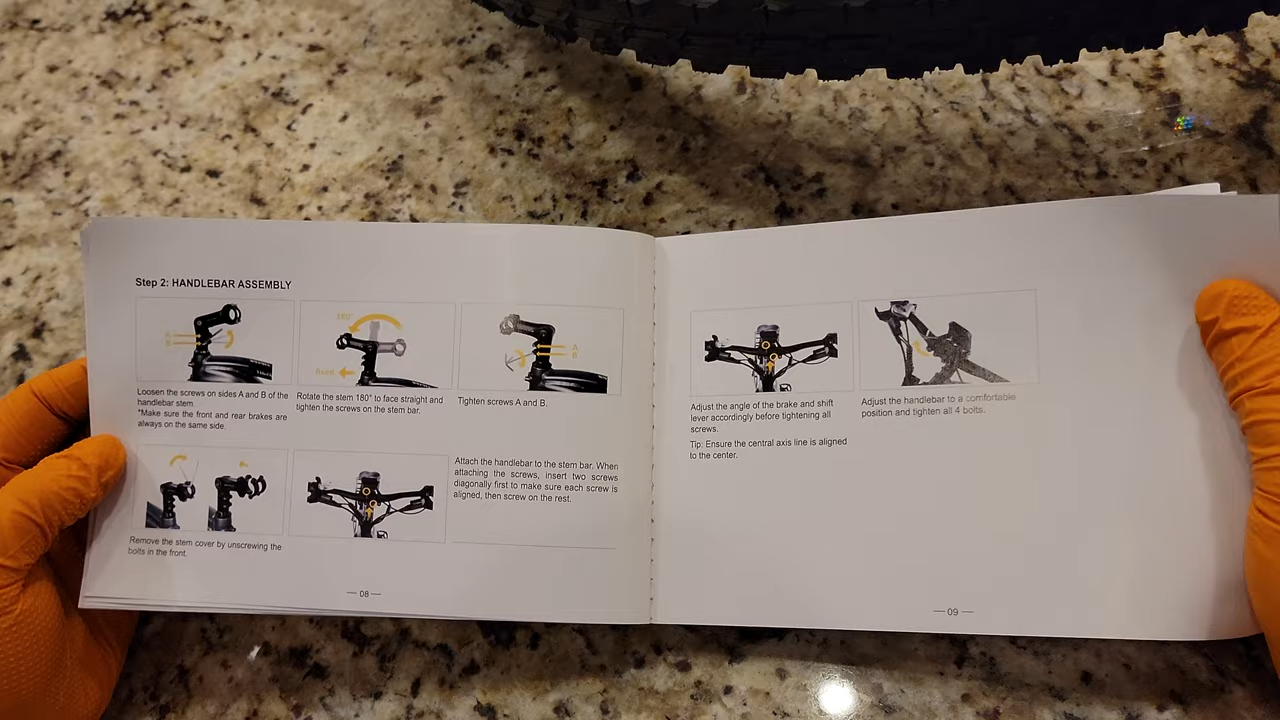 Step 2: HANDLEBAR ASSEMBLY
A
B
180°
fixed
A
B
Loosen the screws on sides A and B of the
handlebar stem.
*Make sure the front and rear brakes are
always on the same side.
Rotate the stem 180° to face straight and
tighten the screws on the stem bar.
Tighten screws A and B.
Remove the stem cover by unscrewing the
bolts in the front.
Attach the handlebar to the stem bar. When
attaching the screws, insert two screws
diagonally first to make sure each screw is
aligned, then screw on the rest.
— 08 —
Adjust the angle of the brake and shift
lever accordingly before tightening all
screws.
Tip: Ensure the central axis line is aligned
to the center.
Adjust the handlebar to a comfortable
position and tighten all 4 bolts.
— 09 —